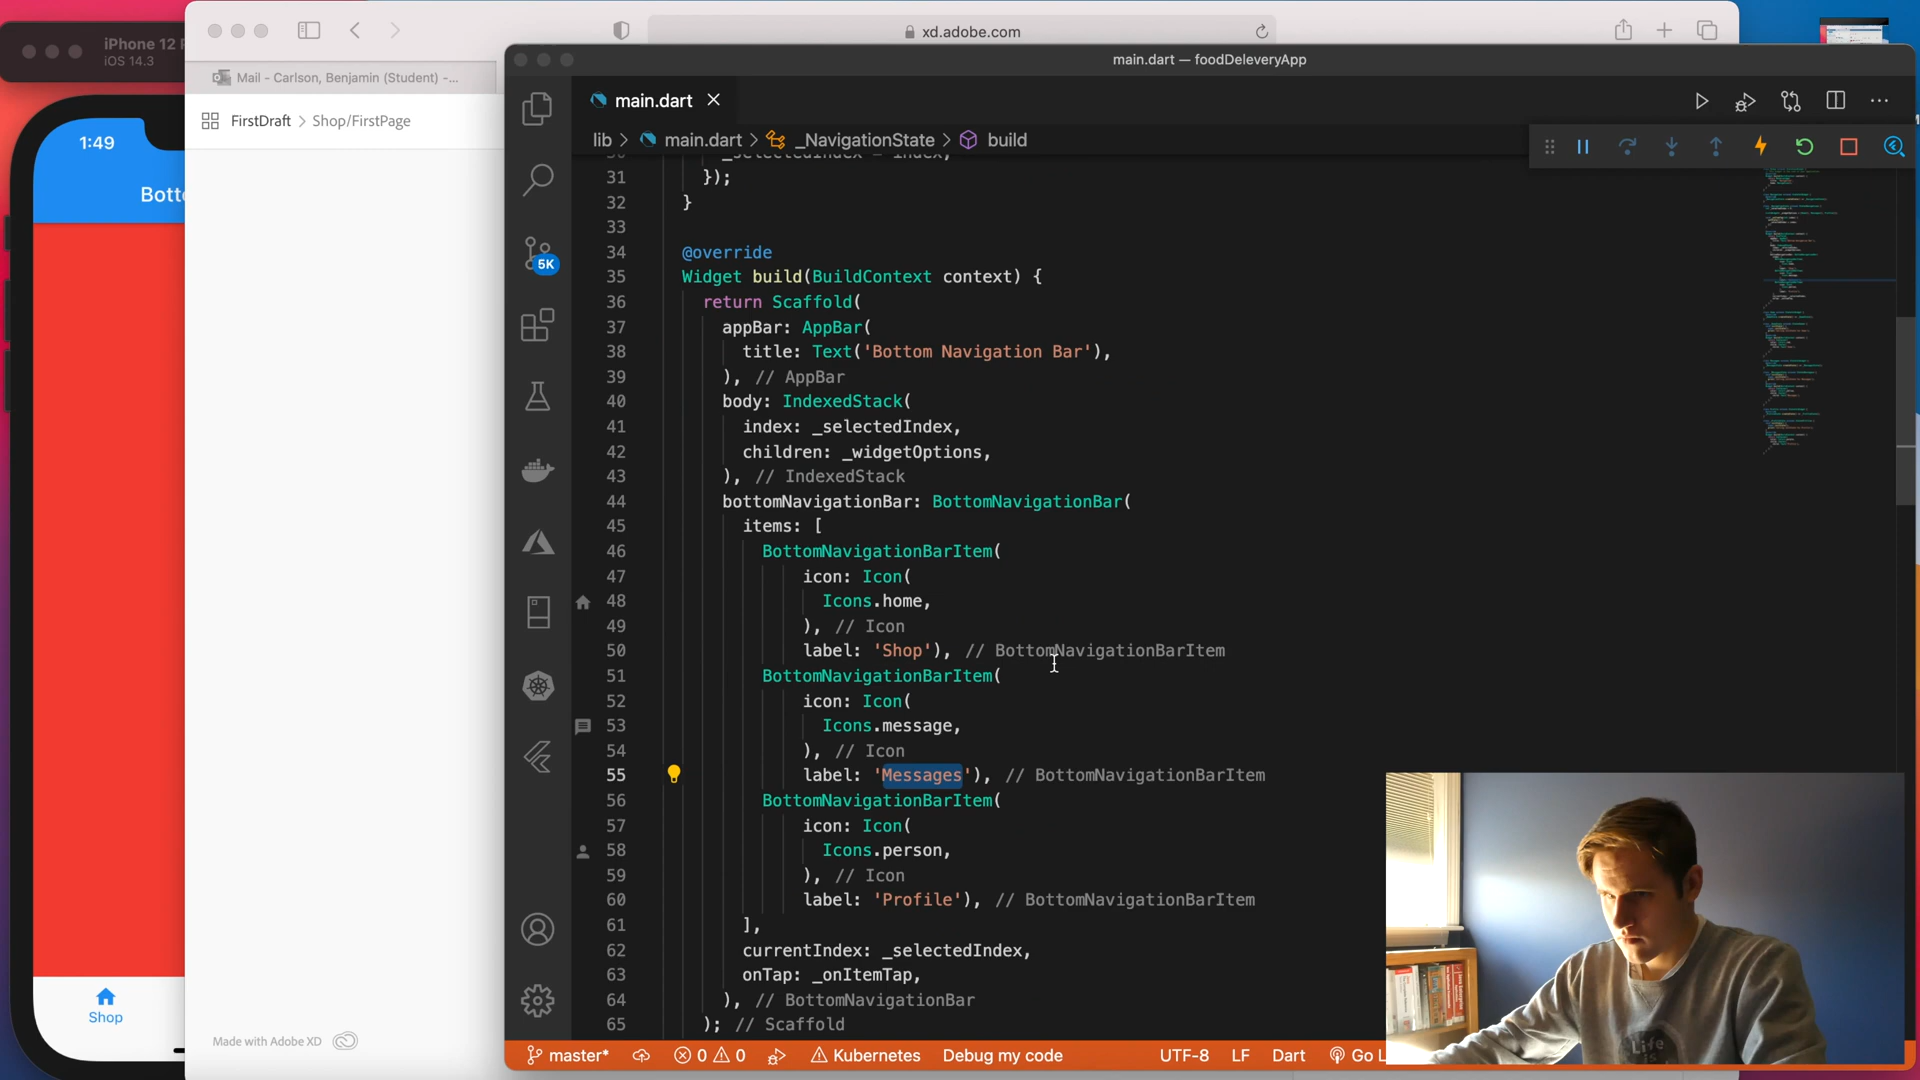 iPhone 12
iOS 14.3
xd.adobe.com
Mail - Carlson, Benjamin (Student) -...
FirstDraft > Shop/FirstPage
1:49
Shop
Made with Adobe XD
main.dart — foodDeleveryApp
main.dart
lib > main.dart > _NavigationState > build
5K
_selectedIndex = index;
31 });
32 }
33
34 @override
35 Widget build(BuildContext context) {
36 return Scaffold(
37 appBar: AppBar(
38 title: Text('Bottom Navigation Bar'),
39 ), // AppBar
40 body: IndexedStack(
41 index: _selectedIndex,
42 children: _widgetOptions,
43 ), // IndexedStack
44 bottomNavigationBar: BottomNavigationBar(
45 items: [
46 BottomNavigationBarItem(
47 icon: Icon(
48 Icons.home,
49 ), // Icon
50 label: 'Shop'), // BottomNavigationBarItem
51 BottomNavigationBarItem(
52 icon: Icon(
53 Icons.message,
54 ), // Icon
55 label: 'Messages'), // BottomNavigationBarItem
56 BottomNavigationBarItem(
57 icon: Icon(
58 Icons.person,
59 ), // Icon
60 label: 'Profile'), // BottomNavigationBarItem
61 ],
62 currentIndex: _selectedIndex,
63 onTap: _onItemTap,
64 ), // BottomNavigationBar
65 ); // Scaffold
master* 0 0 Kubernetes Debug my code UTF-8 LF Dart Go